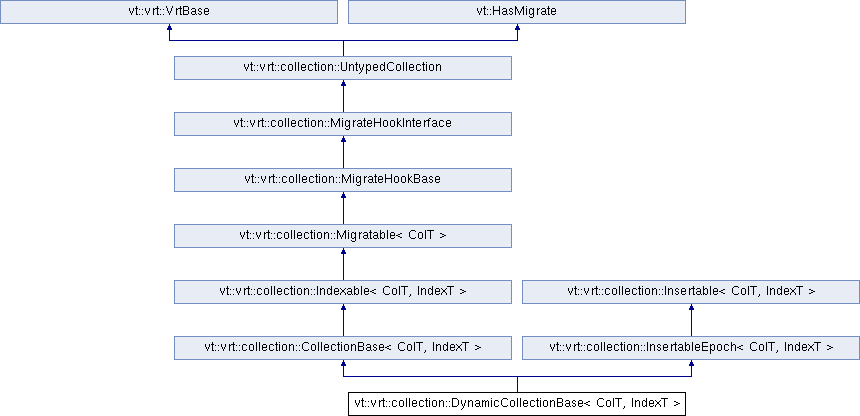 vt::vrt::VrtBase
vt::HasMigrate
vt::vrt::collection::UntypedCollection
vt::vrt::collection::MigrateHookInterface
vt::vrt::collection::MigrateHookBase
vt::vrt::collection::Migratable< ColT >
vt::vrt::collection::Indexable< ColT, IndexT >
vt::vrt::collection::Insertable< ColT, IndexT >
vt::vrt::collection::CollectionBase< ColT, IndexT >
vt::vrt::collection::InsertableEpoch< ColT, IndexT >
vt::vrt::collection::DynamicCollectionBase< ColT, IndexT >